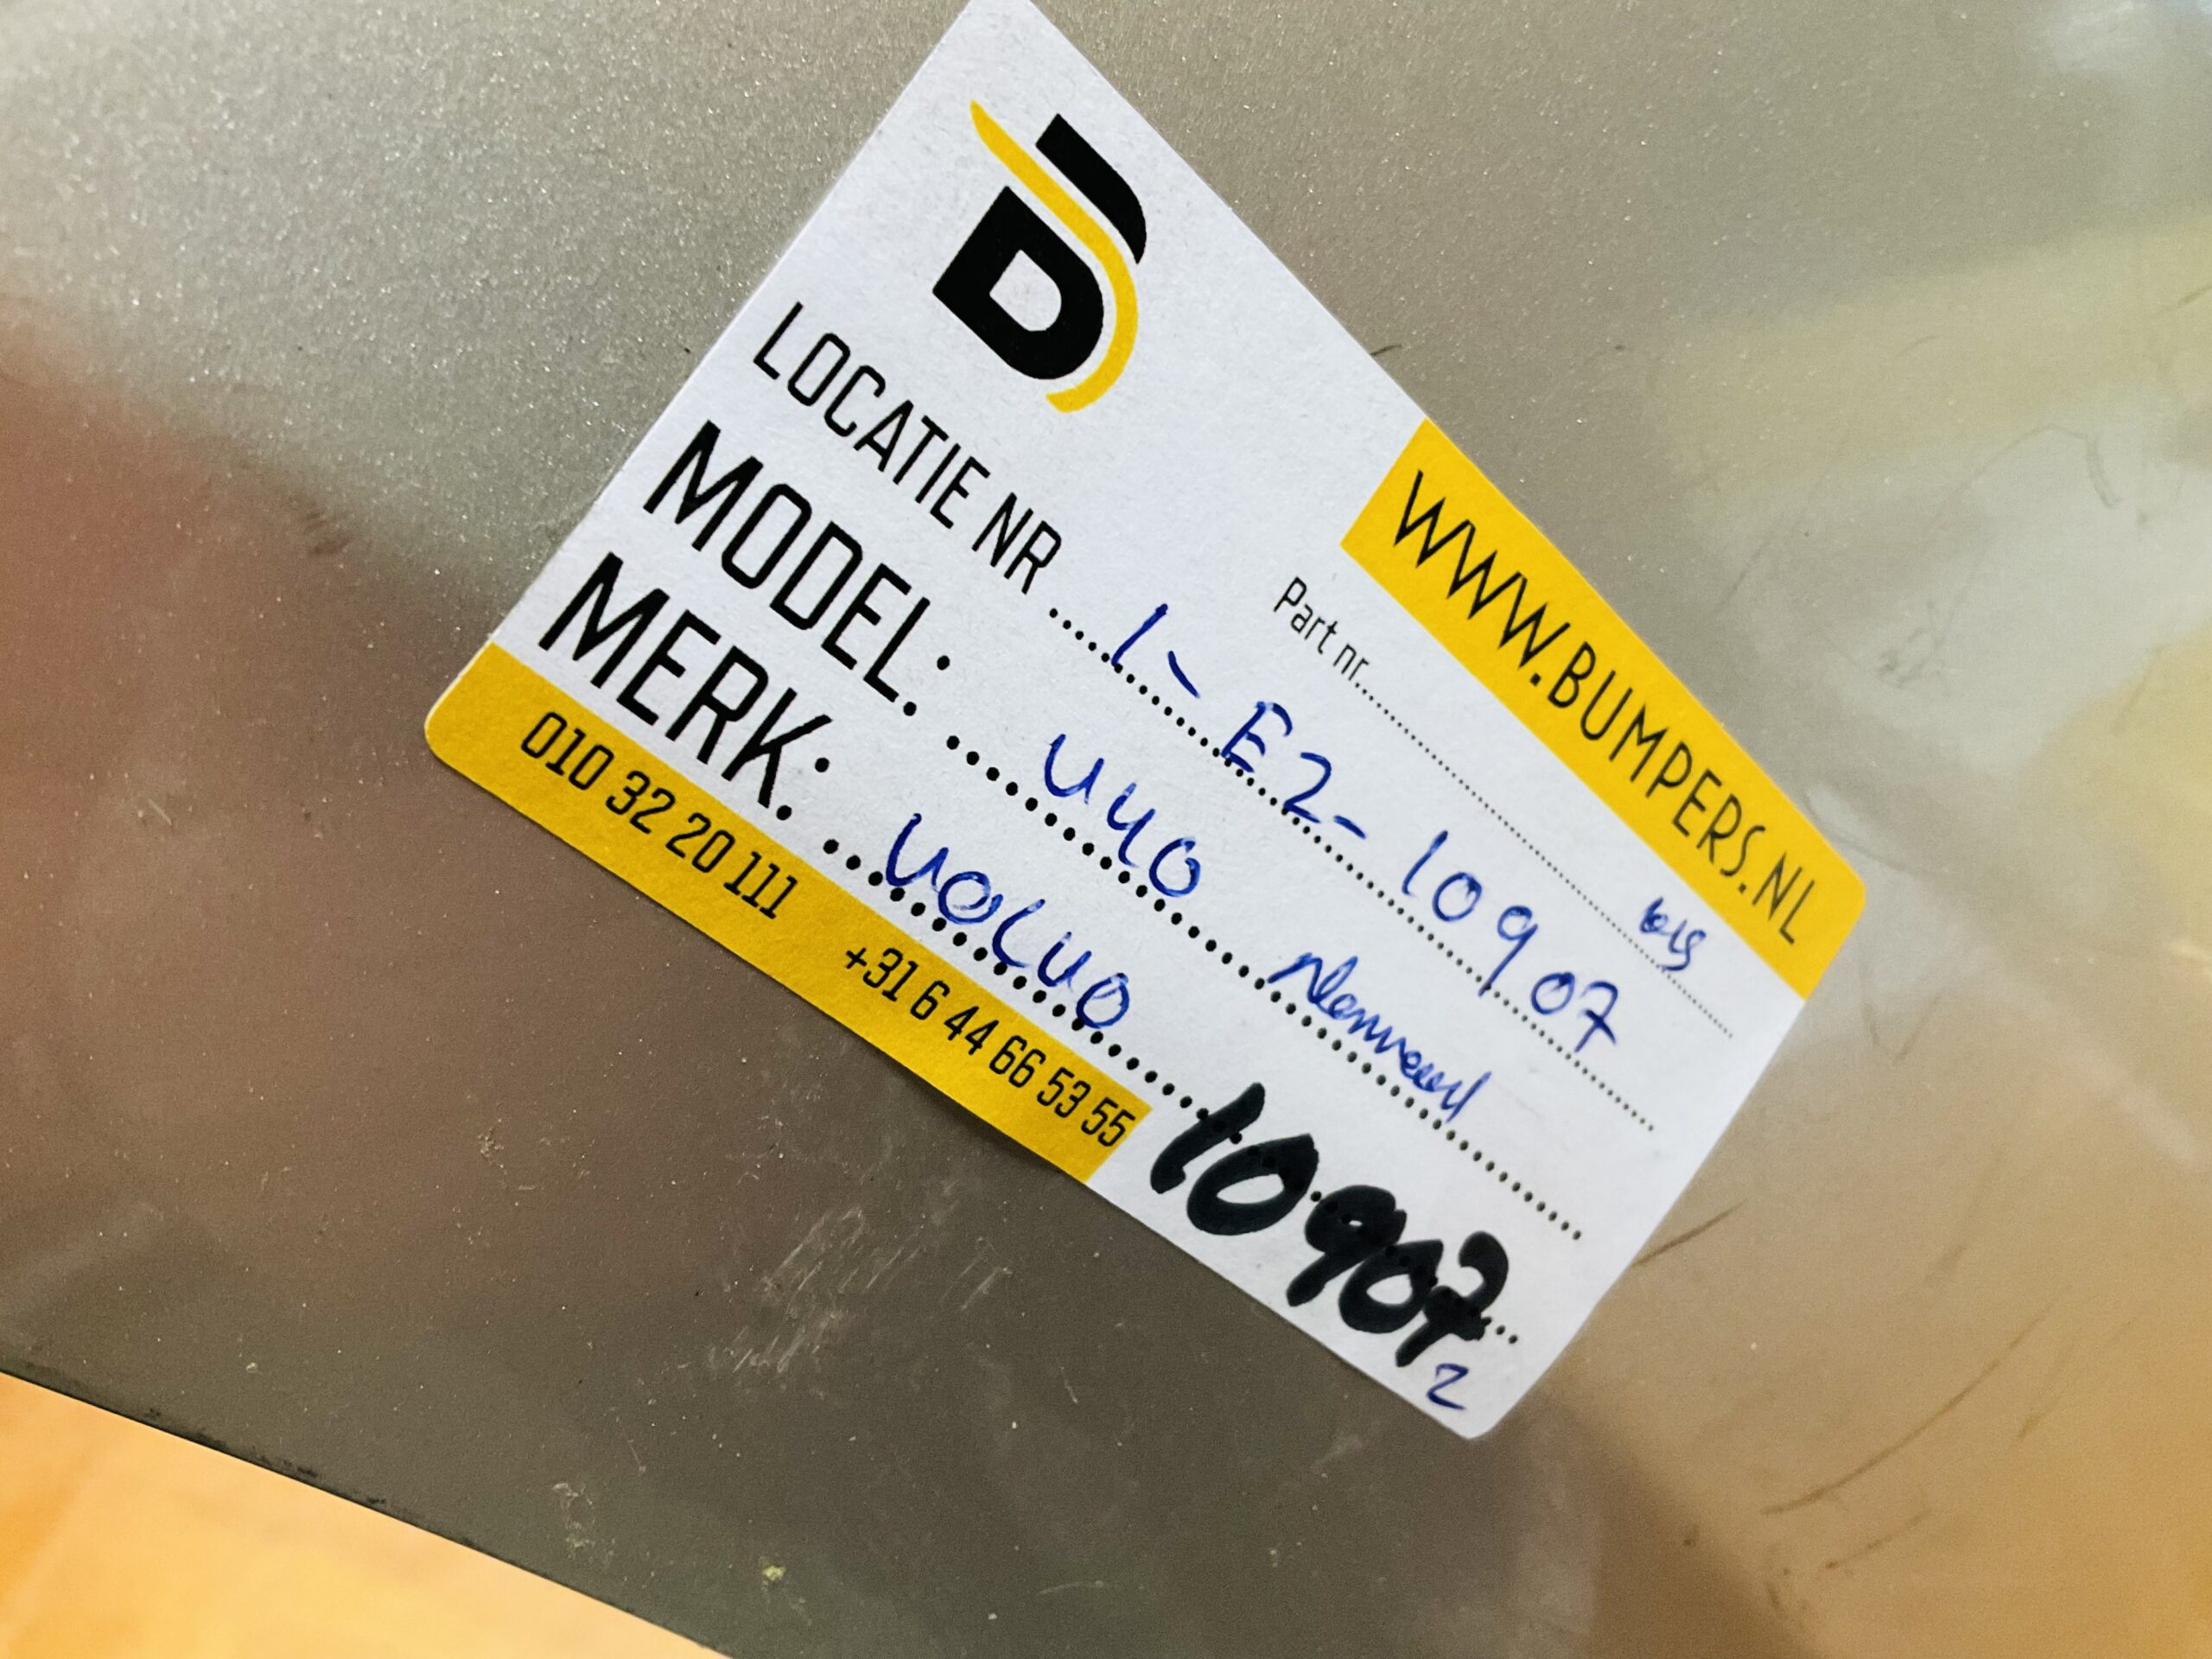 WWW.BUMPERS.NL
Part nr.
LOCATIE NR 1-E2-10907
MODEL: V40
MERK: VOLVO
10907
2
010 32 20 111 +31 6 44 66 53 55